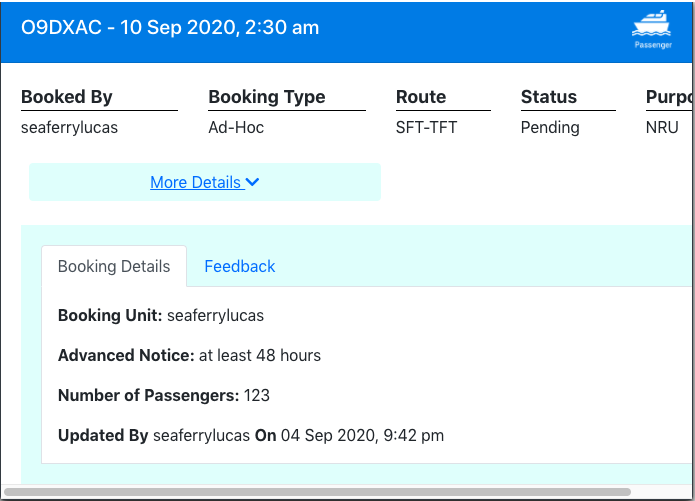 O9DXAC - 10 Sep 2020, 2:30 am
Passenger
Booked By Booking Type Route Status Purpo
seaferrylucas Ad-Hoc SFT-TFT Pending NRU
More Details
Booking Details Feedback
Booking Unit: seaferrylucas
Advanced Notice: at least 48 hours
Number of Passengers: 123
Updated By seaferrylucas On 04 Sep 2020, 9:42 pm